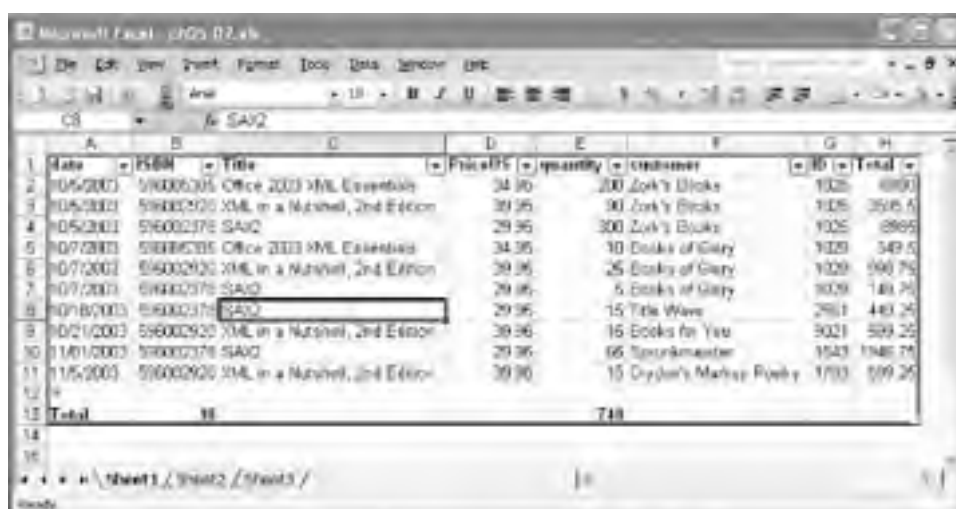 Microsoft Excel - ch05-07.xls
File Edit View Insert Format Tools Data Window Help
Arial 10 B I U
C8 fx SAX2
A B C D E F G H
1 date ISBN Title PriceUS quantity customer ID Total
2 10/5/2003 596005385 Office 2003 XML Essentials 34.95 200 Zork's Books 1025 6990
3 10/5/2003 596002920 XML in a Nutshell, 2nd Edition 39.95 90 Zork's Books 1025 3595.5
4 10/5/2003 596002378 SAX2 29.95 300 Zork's Books 1025 8985
5 10/7/2003 596005385 Office 2003 XML Essentials 34.95 10 Books of Glory 1029 349.5
6 10/7/2003 596002920 XML in a Nutshell, 2nd Edition 39.95 25 Books of Glory 1029 998.75
7 10/7/2003 596002378 SAX2 29.95 5 Books of Glory 1029 149.75
8 10/18/2003 596002378 SAX2 29.95 15 Title Wave 2561 449.25
9 10/21/2003 596002920 XML in a Nutshell, 2nd Edition 39.95 15 Books for You 9021 599.25
10 11/01/2003 596002378 SAX2 29.95 65 1543 1946.75
11 11/5/2003 596002920 XML in a Nutshell, 2nd Edition 39.95 15 Markup Poetry 599.25
12 *
13 Total 10
14
15
Sheet1 / Sheet2 / Sheet3 /
Ready